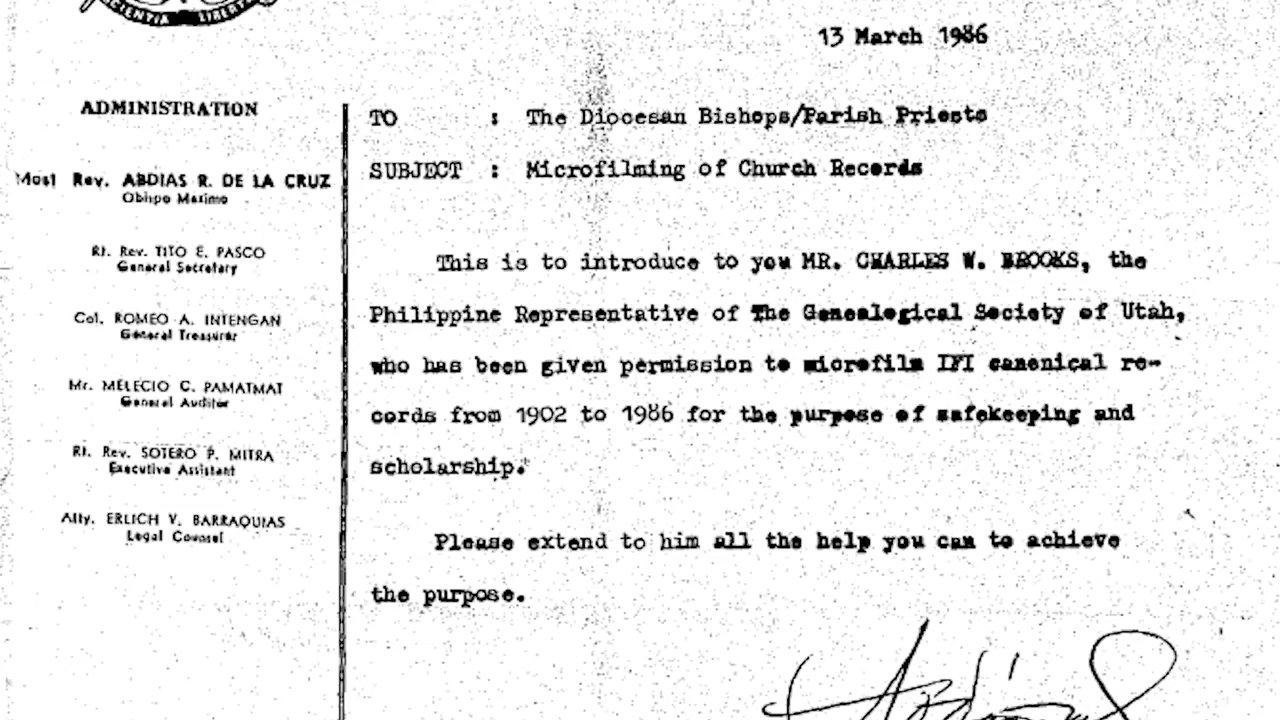 SCIENTIA LIBERTAS
13 March 1986
ADMINISTRATION
Most Rev. ABDIAS R. DE LA CRUZ
Obispo Maximo
Rt. Rev. TITO E. PASCO
General Secretary
Col. ROMEO A. INTENGAN
General Treasurer
Mr. MELECIO C. PAMATMAT
General Auditor
Rt. Rev. SOTERO P. MITRA
Executive Assistant
Atty. ERLICH V. BARRAQUIAS
Legal Counsel
TO : The Diocesan Bishops/Parish Priests
SUBJECT : Microfilming of Church Records
This is to introduce to you MR. CHARLES W. BROOKS, the
Philippine Representative of The Genealogical Society of Utah,
who has been given permission to microfilm IFI canonical re-
cords from 1902 to 1986 for the purpose of safekeeping and
scholarship.
Please extend to him all the help you can to achieve
the purpose.